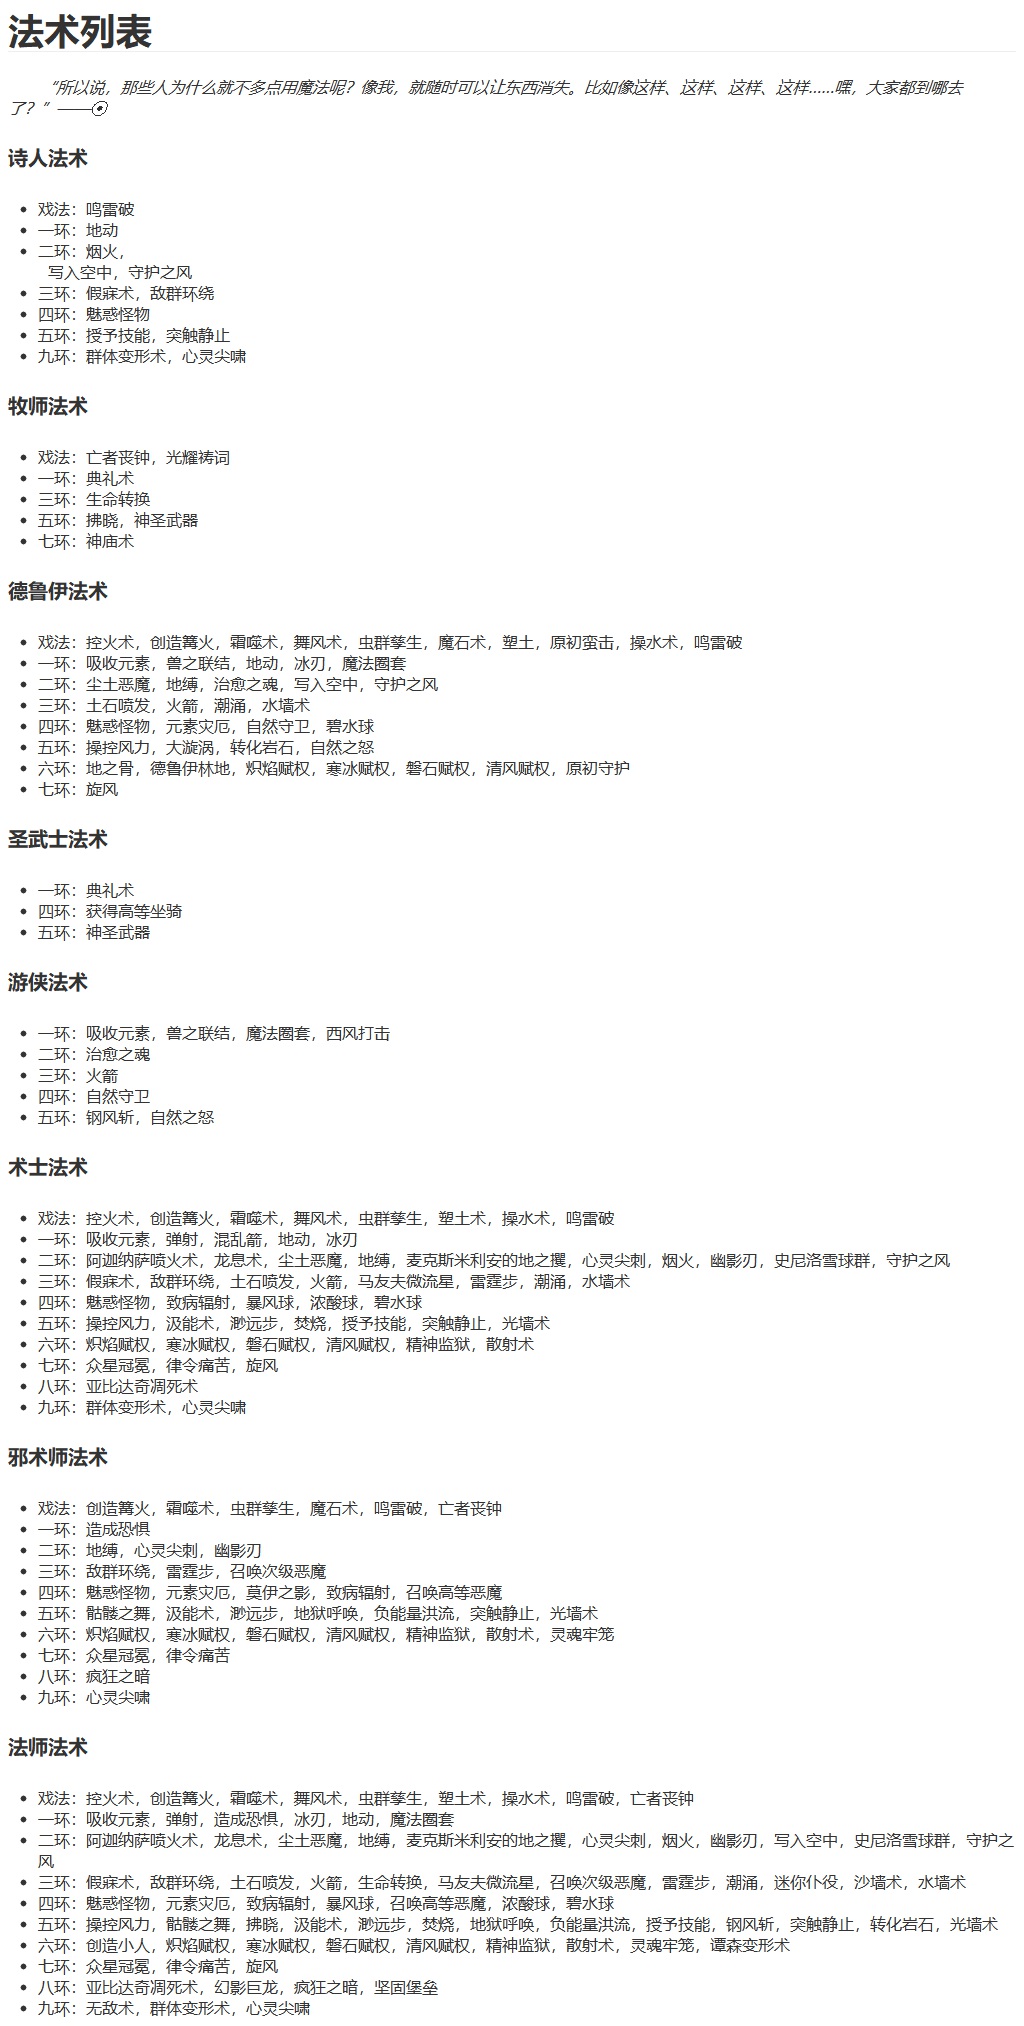 法术列表
“所以说，那些人为什么就不多点用魔法呢？像我，就随时可以让东西消失。比如像这样、这样、这样、这样……嘿，大家都到哪去
了？”——⊙
诗人法术
• 戏法：鸣雷破
• 一环：地动
• 二环：烟火，
写入空中，守护之风
• 三环：假寐术，敌群环绕
• 四环：魅惑怪物
• 五环：授予技能，突触静止
• 九环：群体变形术，心灵尖啸
牧师法术
• 戏法：亡者丧钟，光耀祷词
• 一环：典礼术
• 三环：生命转换
• 五环：拂晓，神圣武器
• 七环：神庙术
德鲁伊法术
• 戏法：控火术，创造篝火，霜噬术，舞风术，虫群孳生，魔石术，塑土，原初蛮击，操水术，鸣雷破
• 一环：吸收元素，兽之联结，地动，冰刃，魔法圈套
• 二环：尘土恶魔，地缚，治愈之魂，写入空中，守护之风
• 三环：土石喷发，火箭，潮涌，水墙术
• 四环：魅惑怪物，元素灾厄，自然守卫，碧水球
• 五环：操控风力，大漩涡，转化岩石，自然之怒
• 六环：地之骨，德鲁伊林地，炽焰赋权，寒冰赋权，磐石赋权，清风赋权，原初守护
• 七环：旋风
圣武士法术
• 一环：典礼术
• 四环：获得高等坐骑
• 五环：神圣武器
游侠法术
• 一环：吸收元素，兽之联结，魔法圈套，西风打击
• 二环：治愈之魂
• 三环：火箭
• 四环：自然守卫
• 五环：钢风斩，自然之怒
术士法术
• 戏法：控火术，创造篝火，霜噬术，舞风术，虫群孳生，塑土术，操水术，鸣雷破
• 一环：吸收元素，弹射，混乱箭，地动，冰刃
• 二环：阿迦纳萨喷火术，龙息术，尘土恶魔，地缚，麦克斯米利安的地之攫，心灵尖刺，烟火，幽影刃，史尼洛雪球群，守护之风
• 三环：假寐术，敌群环绕，土石喷发，火箭，马友夫微流星，雷霆步，潮涌，水墙术
• 四环：魅惑怪物，致病辐射，暴风球，浓酸球，碧水球
• 五环：操控风力，汲能术，渺远步，焚烧，授予技能，突触静止，光墙术
• 六环：炽焰赋权，寒冰赋权，磐石赋权，清风赋权，精神监狱，散射术
• 七环：众星冠冕，律令痛苦，旋风
• 八环：亚比达奇凋死术
• 九环：群体变形术，心灵尖啸
邪术师法术
• 戏法：创造篝火，霜噬术，虫群孳生，魔石术，鸣雷破，亡者丧钟
• 一环：造成恐惧
• 二环：地缚，心灵尖刺，幽影刃
• 三环：敌群环绕，雷霆步，召唤次级恶魔
• 四环：魅惑怪物，元素灾厄，莫伊之影，致病辐射，召唤高等恶魔
• 五环：骷髅之舞，汲能术，渺远步，地狱呼唤，负能量洪流，突触静止，光墙术
• 六环：炽焰赋权，寒冰赋权，磐石赋权，清风赋权，精神监狱，散射术，灵魂牢笼
• 七环：众星冠冕，律令痛苦
• 八环：疯狂之暗
• 九环：心灵尖啸
法师法术
• 戏法：控火术，创造篝火，霜噬术，舞风术，虫群孳生，塑土术，操水术，鸣雷破，亡者丧钟
• 一环：吸收元素，弹射，造成恐惧，冰刃，地动，魔法圈套
• 二环：阿迦纳萨喷火术，龙息术，尘土恶魔，地缚，麦克斯米利安的地之攫，心灵尖刺，烟火，幽影刃，写入空中，史尼洛雪球群，守护之
风
• 三环：假寐术，敌群环绕，土石喷发，火箭，生命转换，马友夫微流星，召唤次级恶魔，雷霆步，潮涌，迷你仆役，沙墙术，水墙术
• 四环：魅惑怪物，元素灾厄，致病辐射，暴风球，召唤高等恶魔，浓酸球，碧水球
• 五环：操控风力，骷髅之舞，拂晓，汲能术，渺远步，焚烧，地狱呼唤，负能量洪流，授予技能，钢风斩，突触静止，转化岩石，光墙术
• 六环：创造小人，炽焰赋权，寒冰赋权，磐石赋权，清风赋权，精神监狱，散射术，灵魂牢笼，谭森变形术
• 七环：众星冠冕，律令痛苦，旋风
• 八环：亚比达奇凋死术，幻影巨龙，疯狂之暗，坚固堡垒
• 九环：无敌术，群体变形术，心灵尖啸